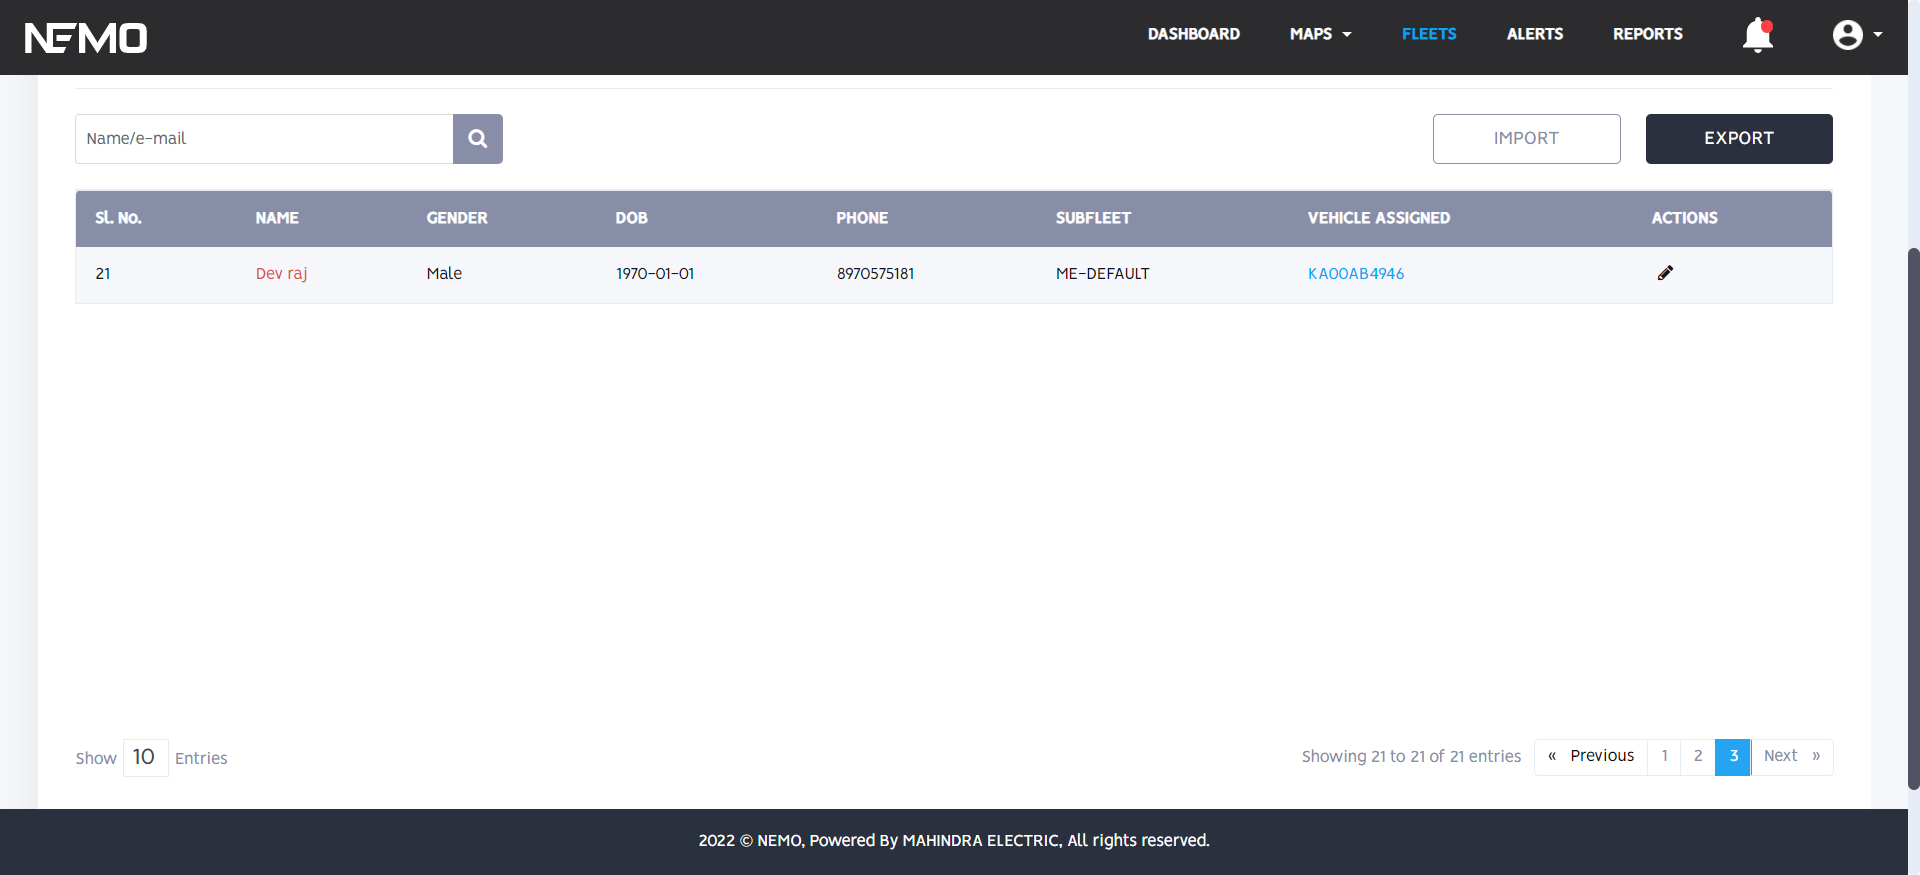 NEMO
DASHBOARD MAPS FLEETS ALERTS REPORTS
Name/e-mail
IMPORT EXPORT
Sl. No. NAME GENDER DOB PHONE SUBFLEET VEHICLE ASSIGNED ACTIONS
21 Dev raj Male 1970-01-01 8970575181 ME-DEFAULT KA00AB4946
Show 10 Entries
Showing 21 to 21 of 21 entries « Previous 1 2 3 Next »
2022 © NEMO, Powered By MAHINDRA ELECTRIC, All rights reserved.